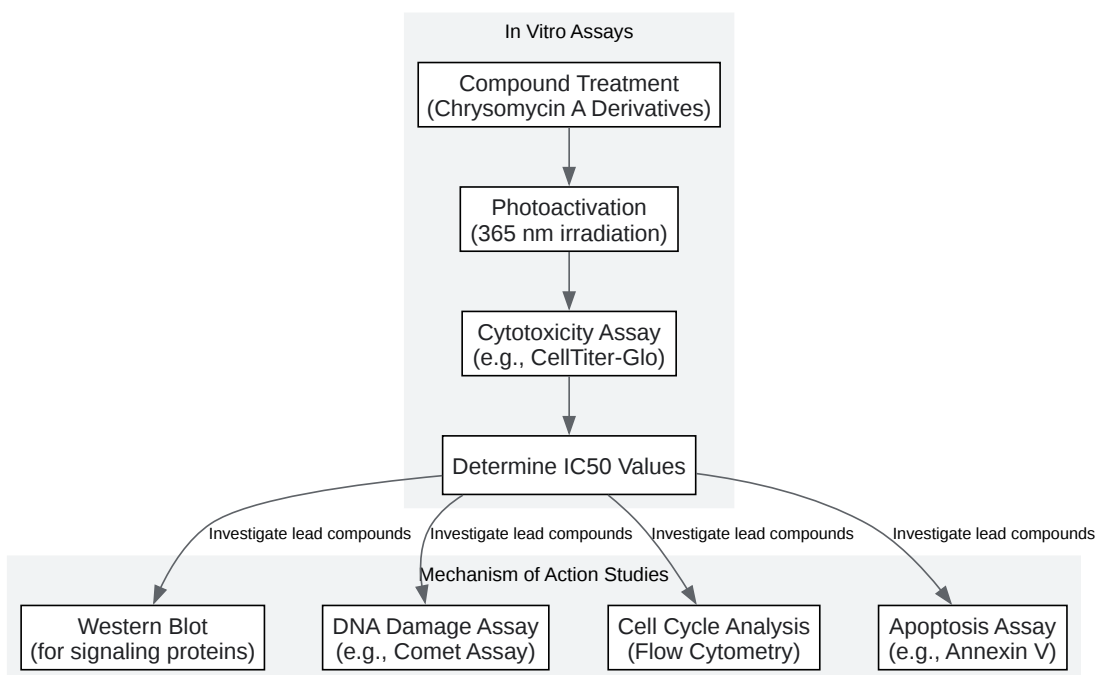 In Vitro Assays
Compound Treatment
(Chrysomycin A Derivatives)
Photoactivation
(365 nm irradiation)
Cytotoxicity Assay
(e.g., CellTiter-Glo)
Determine IC50 Values
Investigate lead compounds
Investigate lead compounds
Investigate lead compounds
Investigate lead compounds
Mechanism of Action Studies
Western Blot
(for signaling proteins)
DNA Damage Assay
(e.g., Comet Assay)
Cell Cycle Analysis
(Flow Cytometry)
Apoptosis Assay
(e.g., Annexin V)